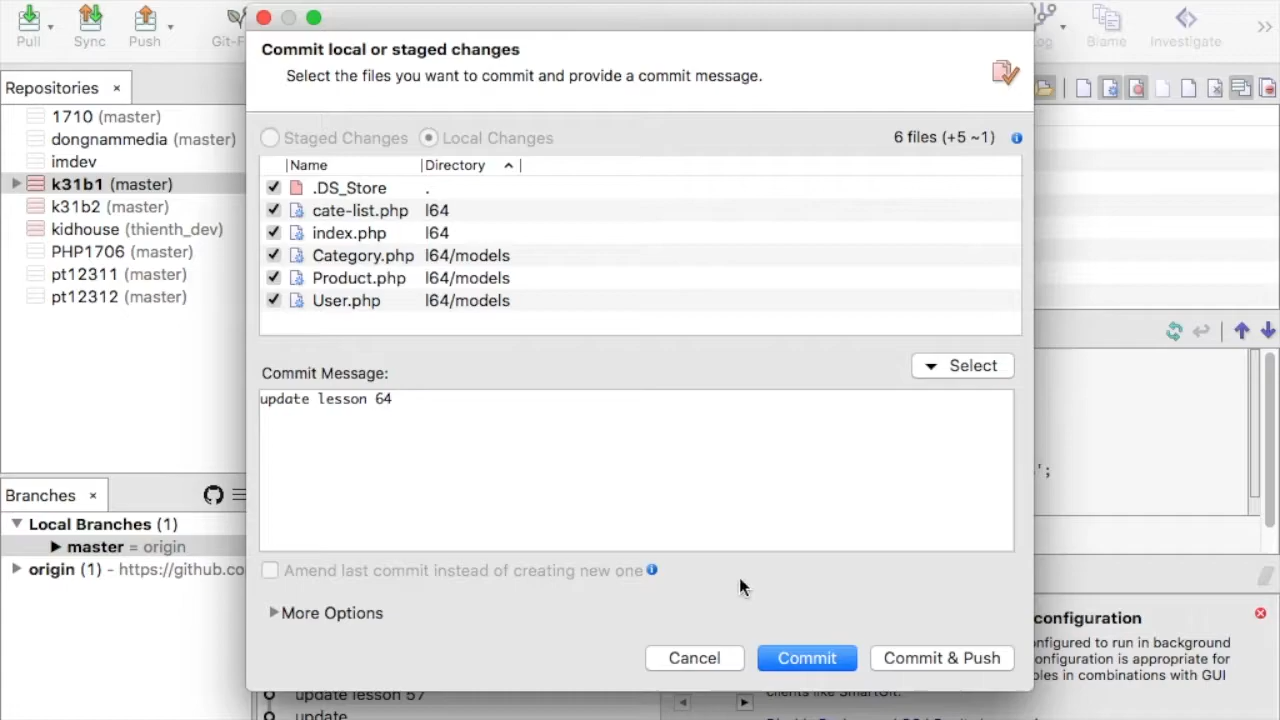 Pull
Sync
Push
Git-F
Blame
Investigate
Commit local or staged changes
Select the files you want to commit and provide a commit message.
Repositories
1710 (master)
dongnammedia (master)
imdev
k31b1 (master)
k31b2 (master)
kidhouse (thienth_dev)
PHP1706 (master)
pt12311 (master)
pt12312 (master)
Staged Changes
Local Changes
6 files (+5 ~1)
Name
Directory
.DS_Store
.
cate-list.php
l64
index.php
l64
Category.php
l64/models
Product.php
l64/models
User.php
l64/models
Commit Message:
Select
update lesson 64
';
Branches
Local Branches (1)
master = origin
origin (1) - https://github.co
Amend last commit instead of creating new one
More Options
Cancel
Commit
Commit & Push
configuration
nfigured to run in background
onfiguration is appropriate for
oles in combinations with GUI
clients like SmartGit.
update lesson 57
update